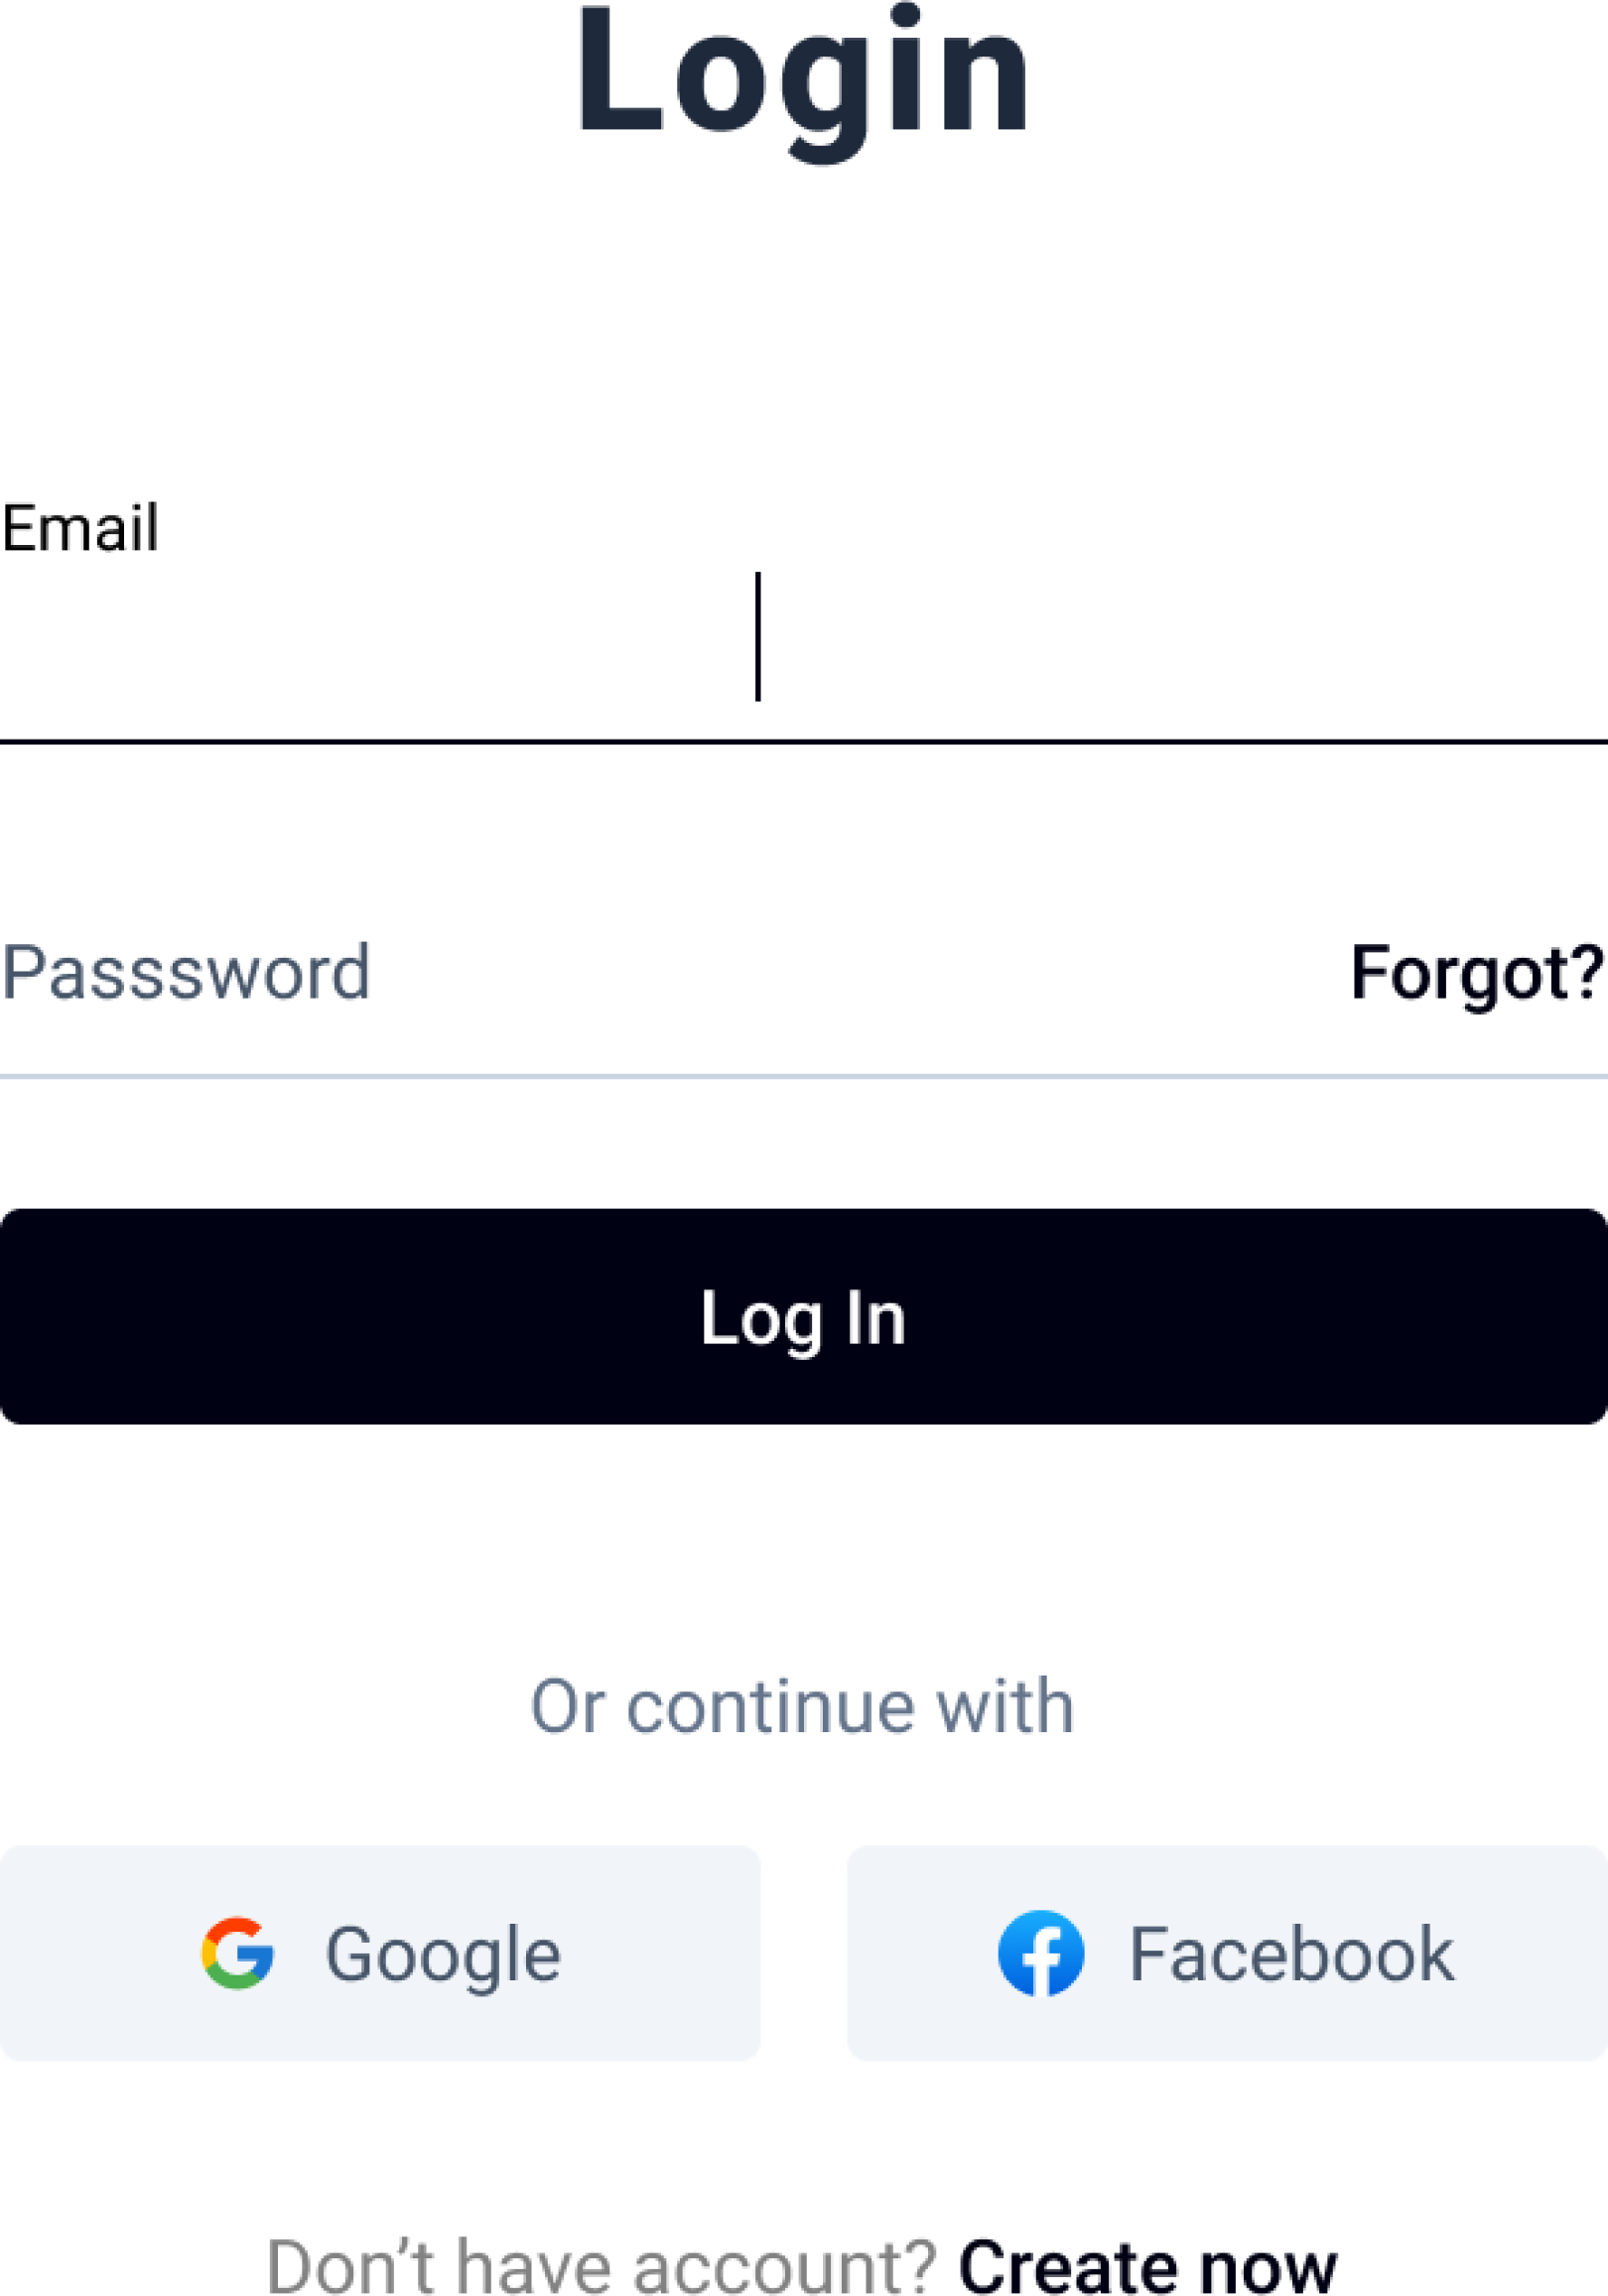 Login
Email
Passsword Forgot?
Log In
Or continue with
Google Facebook
Don’t have account? Create now